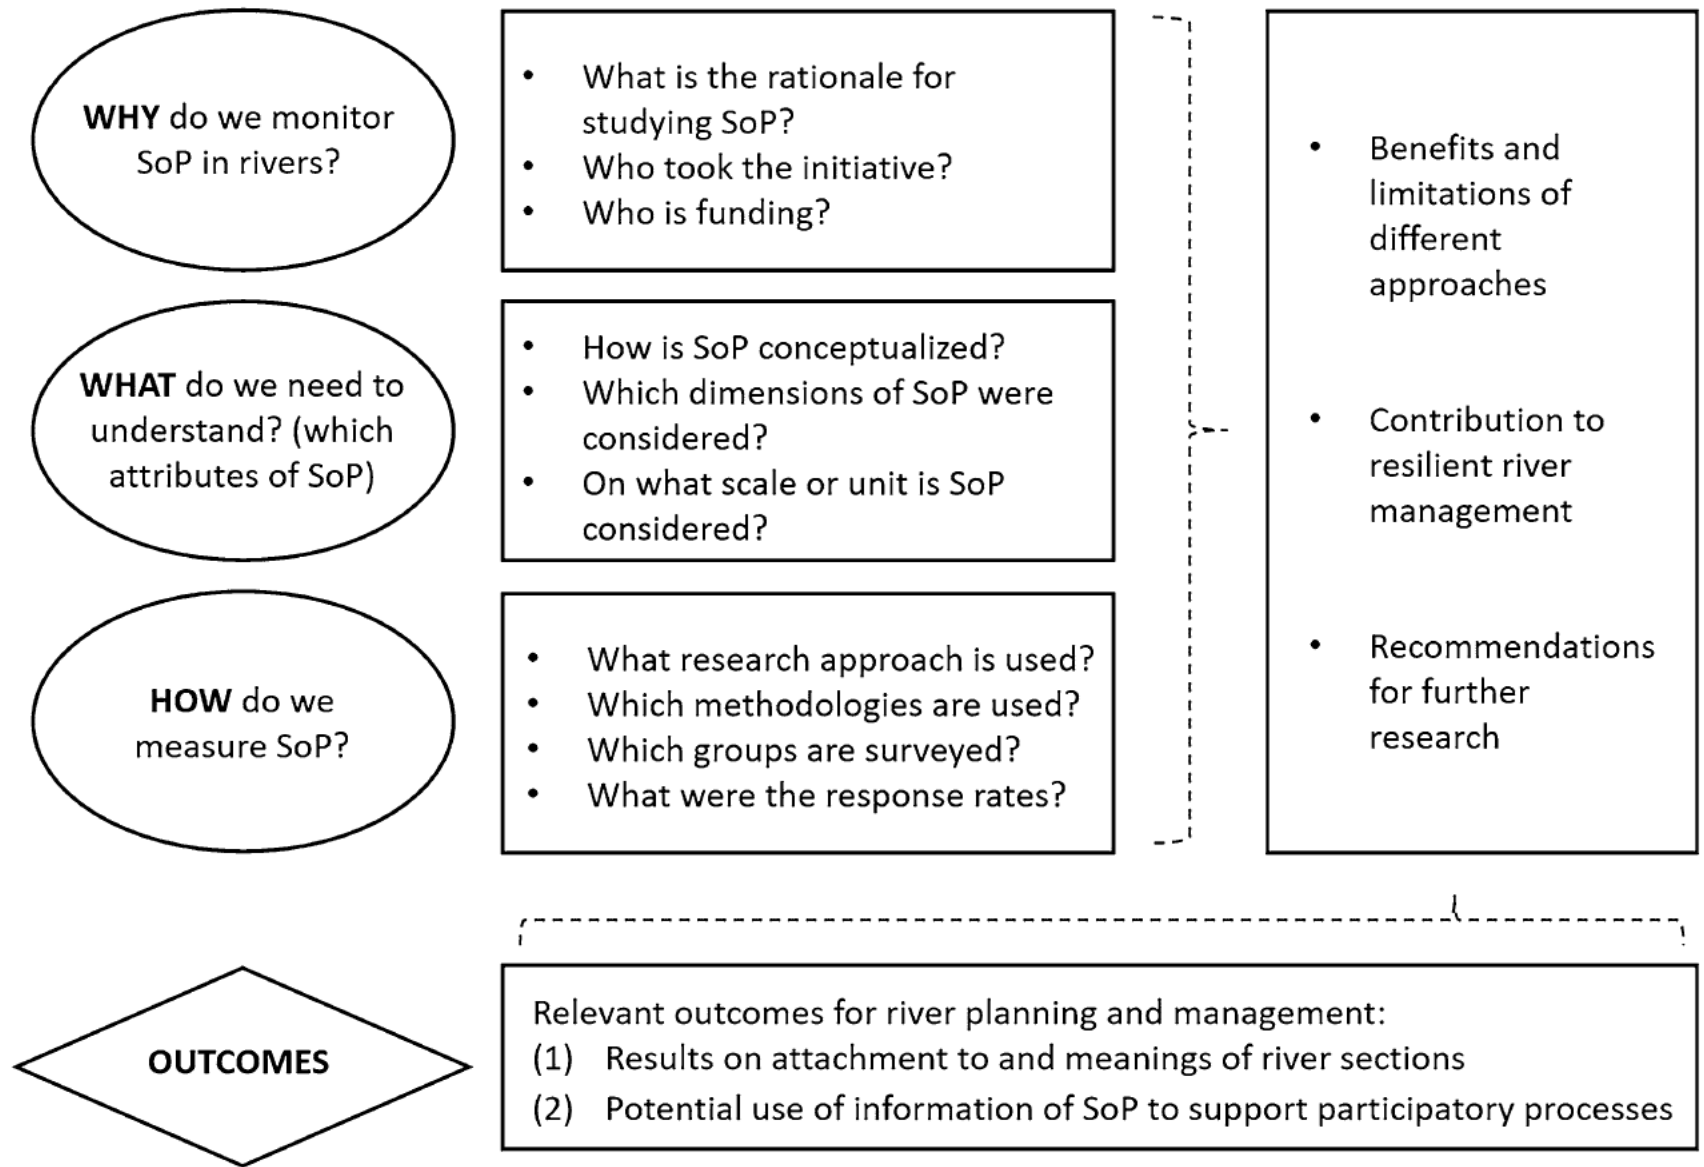 WHY do we monitor
SoP in rivers?
• What is the rationale for
studying SoP?
• Who took the initiative?
• Who is funding?
WHAT do we need to
understand? (which
attributes of SoP)
• How is SoP conceptualized?
• Which dimensions of SoP were
considered?
• On what scale or unit is SoP
considered?
HOW do we
measure SoP?
• What research approach is used?
• Which methodologies are used?
• Which groups are surveyed?
• What were the response rates?
• Benefits and
limitations of
different
approaches
• Contribution to
resilient river
management
• Recommendations
for further
research
OUTCOMES
Relevant outcomes for river planning and management:
(1) Results on attachment to and meanings of river sections
(2) Potential use of information of SoP to support participatory processes